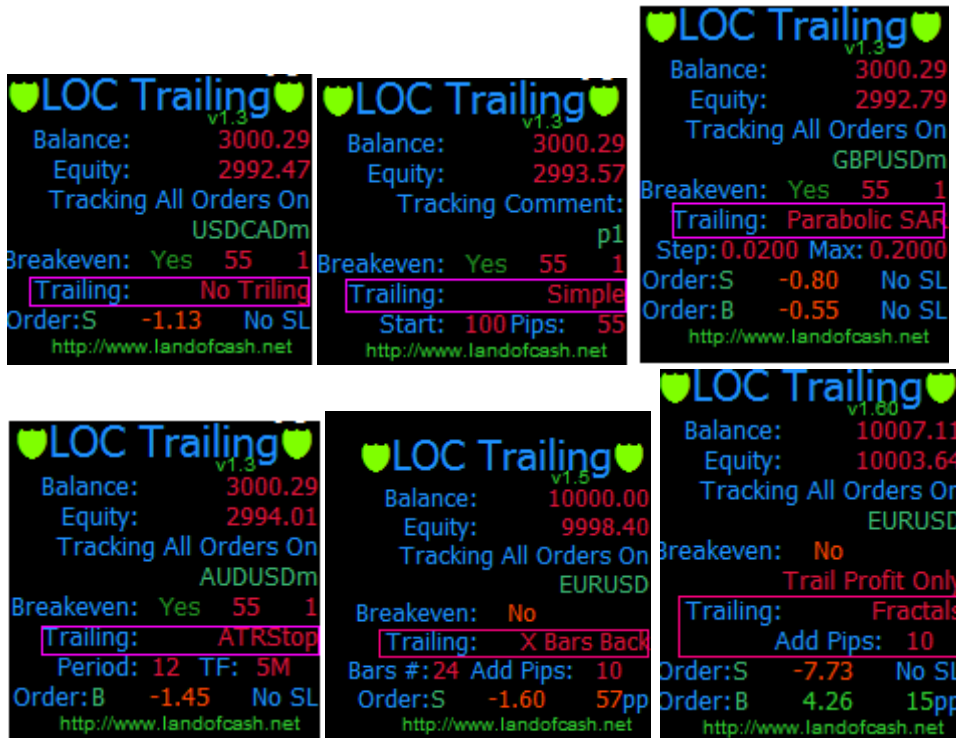 LOC Trailing
v1.3
Balance: 3000.29
Equity: 2992.47
Tracking All Orders On
USDCADm
Breakeven: Yes 55 1
Trailing: No Triling
Order:S -1.13 No SL
http://www.landofcash.net
LOC Trailing
v1.3
Balance: 3000.29
Equity: 2993.57
Tracking Comment:
p1
Breakeven: Yes 55 1
Trailing: Simple
Start: 100 Pips: 55
http://www.landofcash.net
LOC Trailing
v1.3
Balance: 3000.29
Equity: 2992.79
Tracking All Orders On
GBPUSDm
Breakeven: Yes 55 1
Trailing: Parabolic SAR
Step: 0.0200 Max: 0.2000
Order:S -0.80 No SL
Order:B -0.55 No SL
http://www.landofcash.net
LOC Trailing
v1.3
Balance: 3000.29
Equity: 2994.01
Tracking All Orders On
AUDUSDm
Breakeven: Yes 55 1
Trailing: ATRStop
Period: 12 TF: 5M
Order:B -1.45 No SL
http://www.landofcash.net
LOC Trailing
v1.5
Balance: 10000.00
Equity: 9998.40
Tracking All Orders On
EURUSD
Breakeven: No
Trailing: X Bars Back
Bars #: 24 Add Pips: 10
Order:S -1.60 57pp
http://www.landofcash.net
LOC Trailing
v1.60
Balance: 10007.11
Equity: 10003.64
Tracking All Orders On
EURUSD
Breakeven: No
Trail Profit Only
Trailing: Fractals
Add Pips: 10
Order:S -7.73 No SL
Order:B 4.26 15pp
http://www.landofcash.net